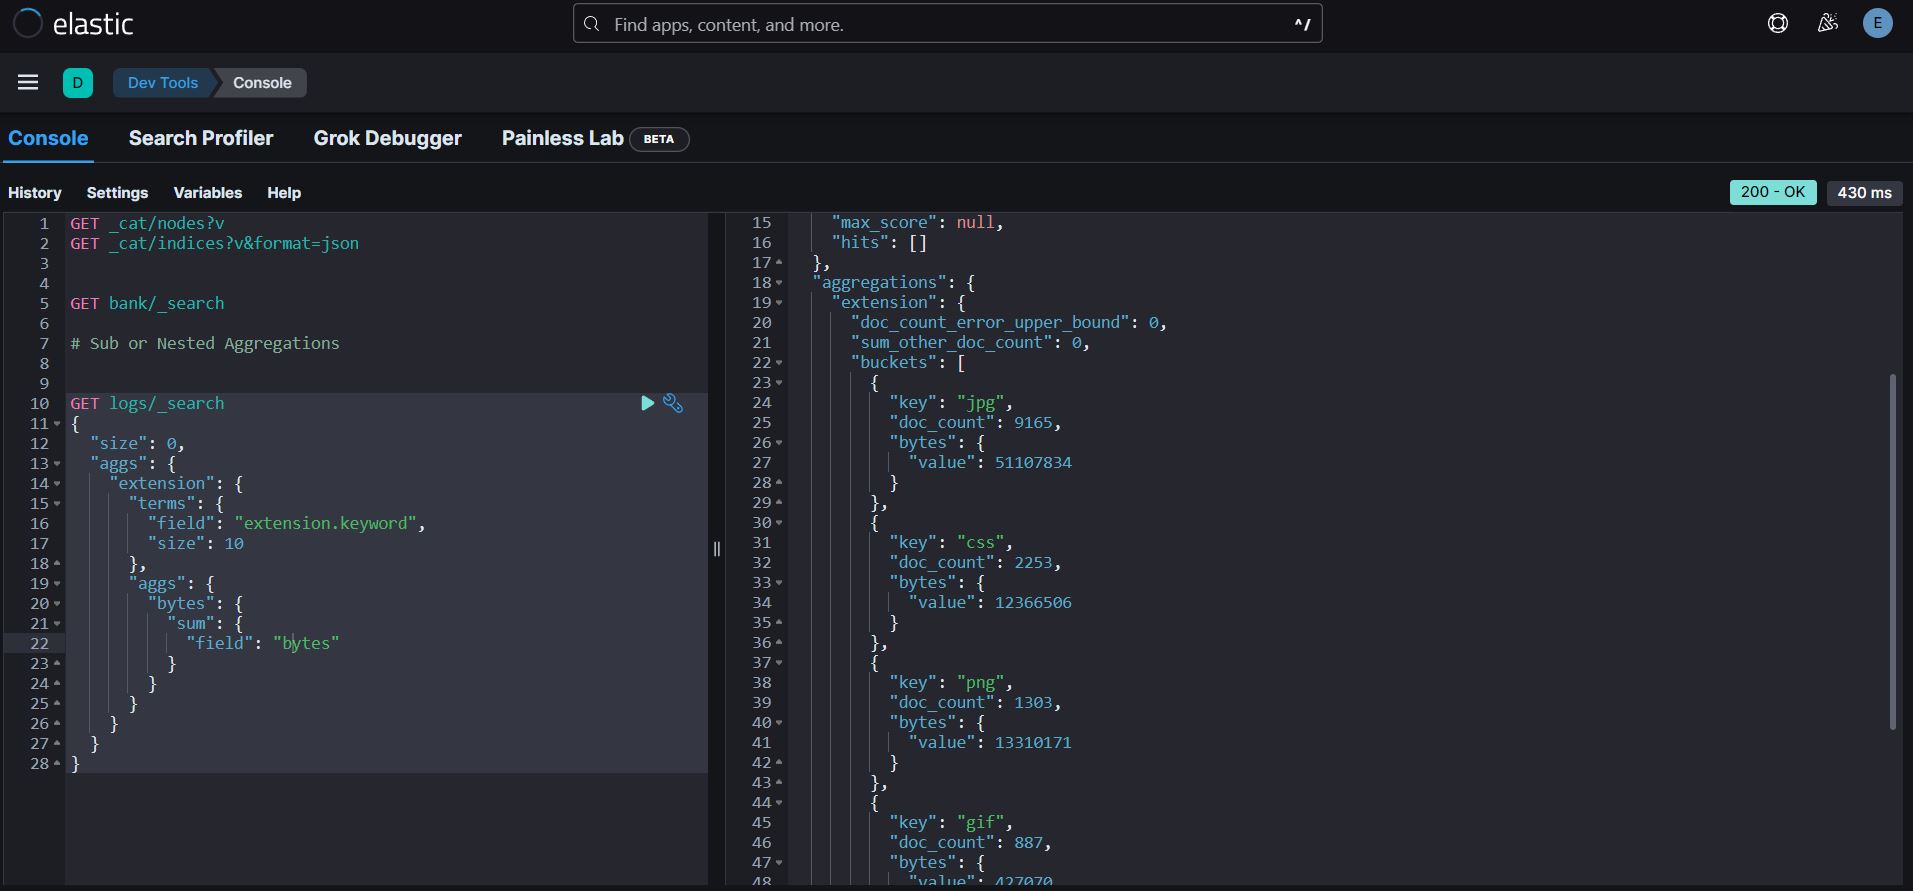 elastic
Find apps, content, and more.
^/
E
D
Dev Tools
Console
Console
Search Profiler
Grok Debugger
Painless Lab
BETA
History
Settings
Variables
Help
200 - OK
430 ms
1 GET _cat/nodes?v
2 GET _cat/indices?v&format=json
3
4
5 GET bank/_search
6
7 # Sub or Nested Aggregations
8
9
10 GET logs/_search
11 {
12 "size": 0,
13 "aggs": {
14 "extension": {
15 "terms": {
16 "field": "extension.keyword",
17 "size": 10
18 },
19 "aggs": {
20 "bytes": {
21 "sum": {
22 "field": "bytes"
23 }
24 }
25 }
26 }
27 }
28 }
15 "max_score": null,
16 "hits": []
17 },
18 "aggregations": {
19 "extension": {
20 "doc_count_error_upper_bound": 0,
21 "sum_other_doc_count": 0,
22 "buckets": [
23 {
24 "key": "jpg",
25 "doc_count": 9165,
26 "bytes": {
27 "value": 51107834
28 }
29 },
30 {
31 "key": "css",
32 "doc_count": 2253,
33 "bytes": {
34 "value": 12366506
35 }
36 },
37 {
38 "key": "png",
39 "doc_count": 1303,
40 "bytes": {
41 "value": 13310171
42 }
43 },
44 {
45 "key": "gif",
46 "doc_count": 887,
47 "bytes": {
48 "value": 427070